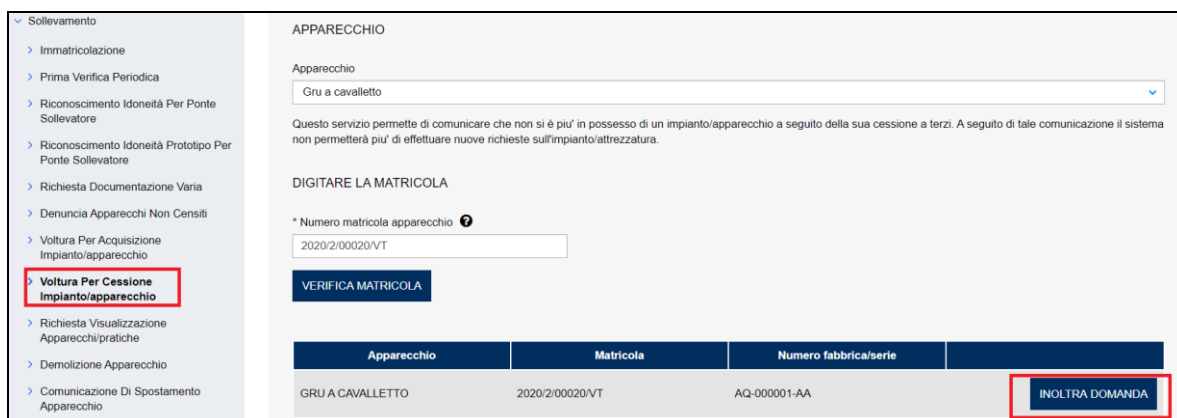 Sollevamento
Immatricolazione
Prima Verifica Periodica
Riconoscimento Idoneità Per Ponte
Sollevatore
Riconoscimento Idoneità Prototipo Per
Ponte Sollevatore
Richiesta Documentazione Varia
Denuncia Apparecchi Non Censiti
Voltura Per Acquisizione
Impianto/apparecchio
Voltura Per Cessione
Impianto/apparecchio
Richiesta Visualizzazione
Apparecchi/pratiche
Demolizione Apparecchio
Comunicazione Di Spostamento
Apparecchio
APPARECCHIO
Apparecchio
Gru a cavalletto
Questo servizio permette di comunicare che non si è piu' in possesso di un impianto/apparecchio a seguito della sua cessione a terzi. A seguito di tale comunicazione il sistema
non permetterà piu' di effettuare nuove richieste sull'impianto/attrezzatura.
DIGITARE LA MATRICOLA
* Numero matricola apparecchio ?
2020/2/00020/VT
VERIFICA MATRICOLA
Apparecchio Matricola Numero fabbrica/serie
GRU A CAVALLETTO 2020/2/00020/VT AQ-000001-AA INOLTRA DOMANDA